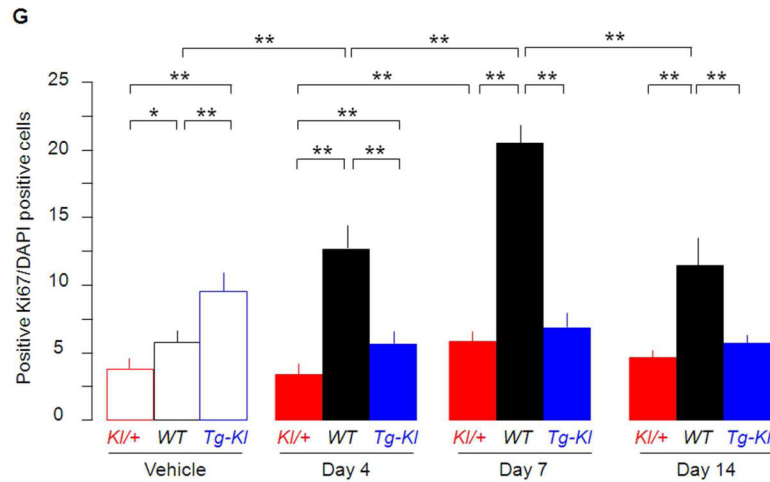 G
** ** **
** ** ** ** ** **
* ** **
** **
Positive Ki67/DAPI positive cells
25
20
15
10
5
0
Kl/+ WT Tg-Kl Kl/+ WT Tg-Kl Kl/+ WT Tg-Kl Kl/+ WT Tg-Kl
Vehicle Day 4 Day 7 Day 14